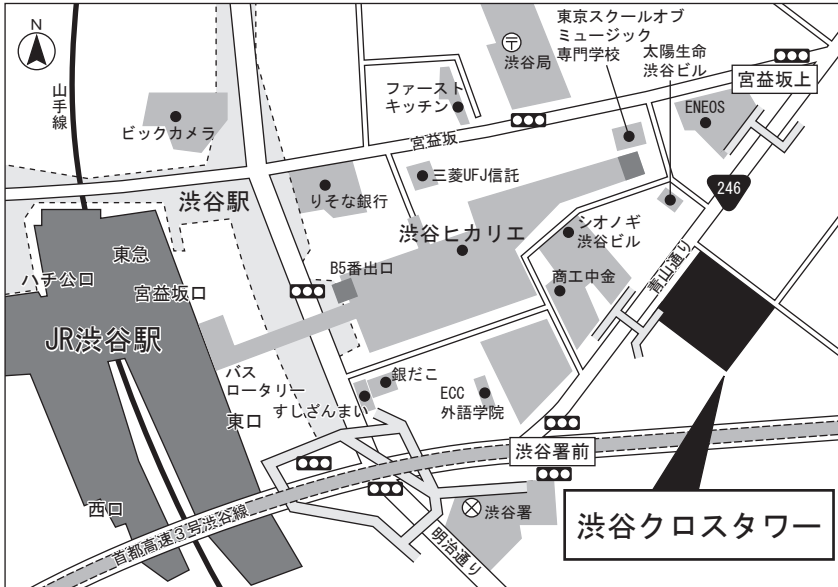 N
山手線
ビックカメラ
ファースト
キッチン
〒
渋谷局
東京スクールオブ
ミュージック
専門学校
太陽生命
渋谷ビル
宮益坂上
ENEOS
宮益坂
三菱UFJ信託
りそな銀行
246
渋谷駅
東急
ハチ公口
宮益坂口
JR渋谷駅
B5番出口
渋谷ヒカリエ
シオノギ
渋谷ビル
商工中金
青山通り
バス
ロータリー
東口
銀だこ
すしざんまい
ECC
外語学院
渋谷署前
西口
首都高速3号渋谷線
渋谷署
明治通り
渋谷クロスタワー